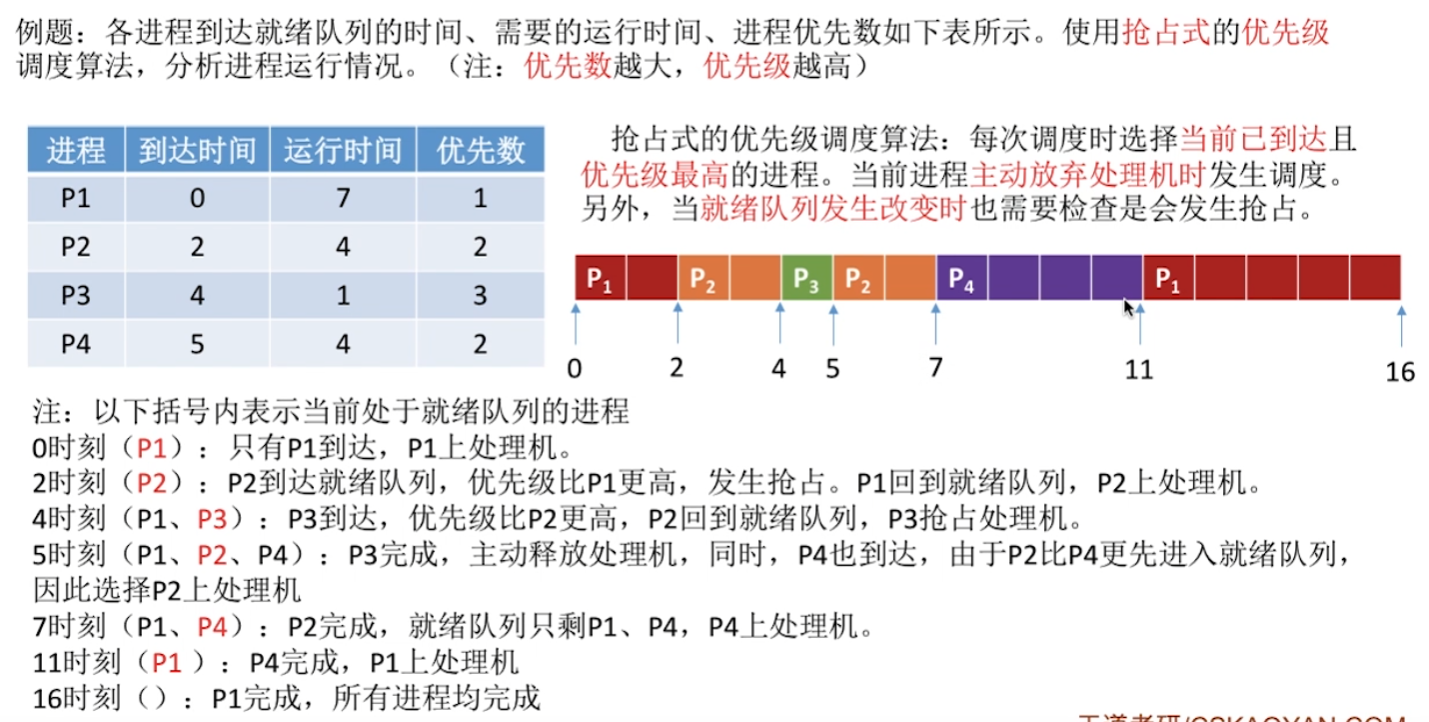 例题：各进程到达就绪队列的时间、需要的运行时间、进程优先数如下表所示。使用抢占式的优先级
调度算法，分析进程运行情况。（注：优先数越大，优先级越高）
进程 到达时间 运行时间 优先数
P1 0 7 1
P2 2 4 2
P3 4 1 3
P4 5 4 2
抢占式的优先级调度算法：每次调度时选择当前已到达且
优先级最高的进程。当前进程主动放弃处理机时发生调度。
另外，当就绪队列发生改变时也需要检查是会发生抢占。
P1 P2 P3 P2 P4 P1
0 2 4 5 7 11 16
注：以下括号内表示当前处于就绪队列的进程
0时刻（P1）：只有P1到达，P1上处理机。
2时刻（P2）：P2到达就绪队列，优先级比P1更高，发生抢占。P1回到就绪队列，P2上处理机。
4时刻（P1、P3）：P3到达，优先级比P2更高，P2回到就绪队列，P3抢占处理机。
5时刻（P1、P2、P4）：P3完成，主动释放处理机，同时，P4也到达，由于P2比P4更先进入就绪队列，
因此选择P2上处理机
7时刻（P1、P4）：P2完成，就绪队列只剩P1、P4，P4上处理机。
11时刻（P1 ）：P4完成，P1上处理机
16时刻（）：P1完成，所有进程均完成